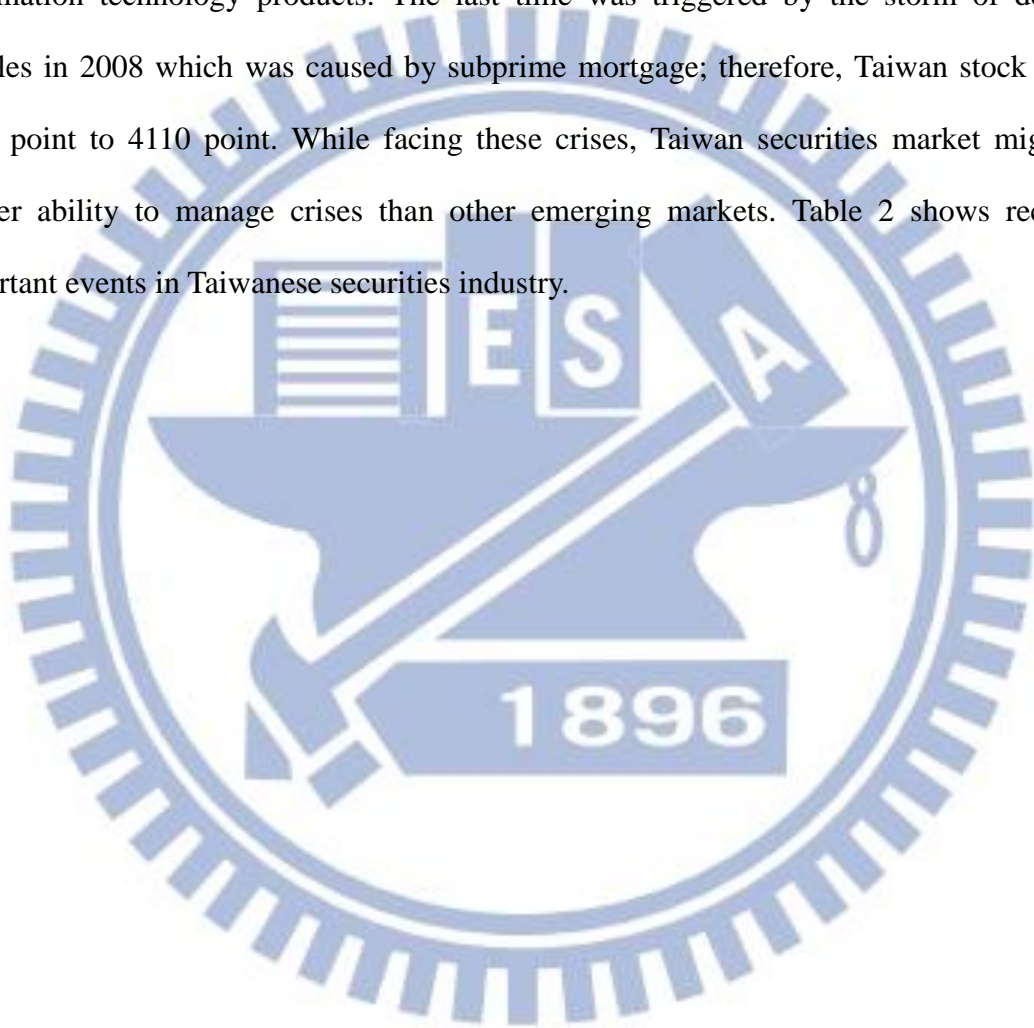 mation technology products. The last time was triggered by the storm of de
les in 2008 which was caused by subprime mortgage; therefore, Taiwan stock
point to 4110 point. While facing these crises, Taiwan securities market mig
er ability to manage crises than other emerging markets. Table 2 shows rec
rtant events in Taiwanese securities industry.
E S A
1896